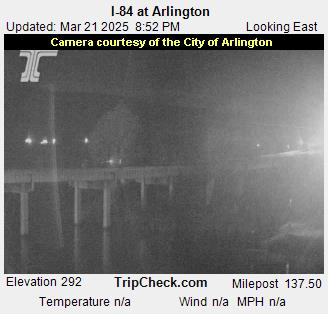 I-84 at Arlington
Updated: Mar 21 2025 8:52 PM Looking East
Camera courtesy of the City of Arlington
Elevation 292 TripCheck.com Milepost 137.50
Temperature n/a Wind n/a MPH n/a